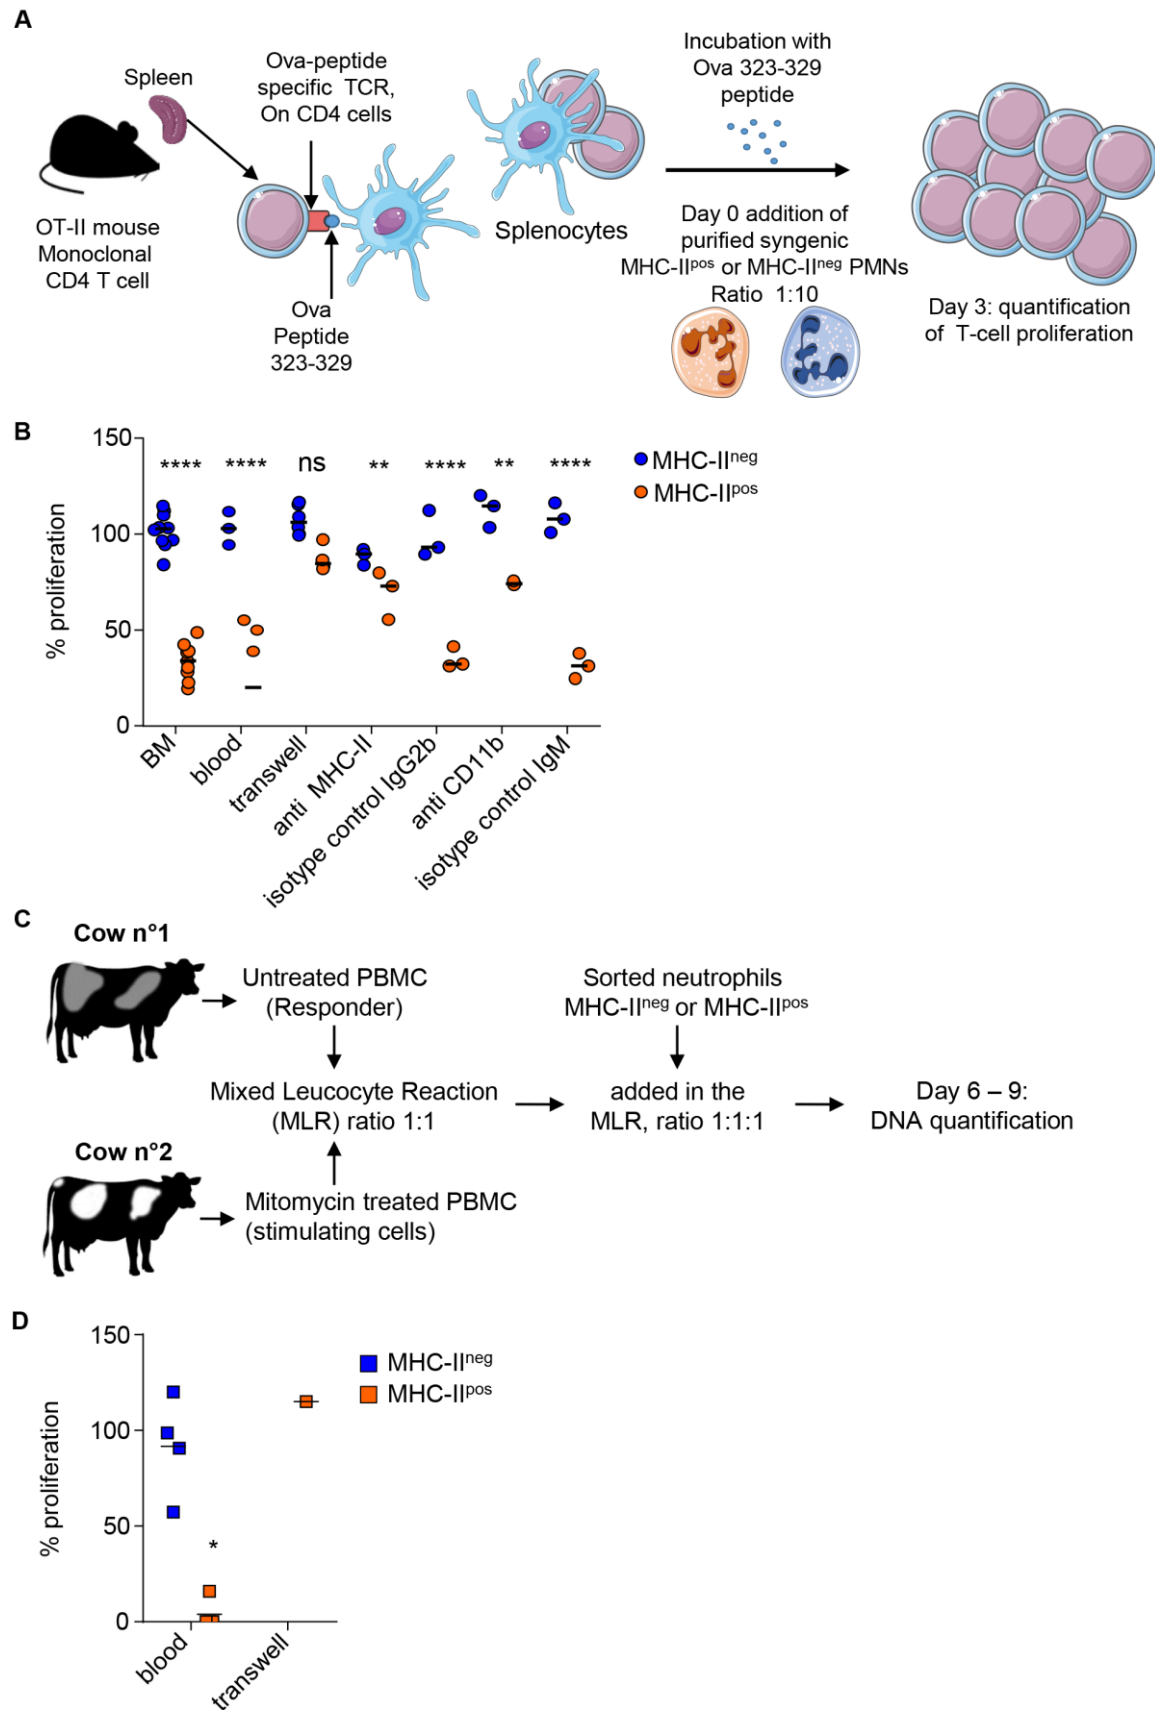 A
Spleen
OT-II mouse
Monoclonal
CD4 T cell
Ova-peptide
specific TCR,
On CD4 cells
Ova
Peptide
323-329
Splenocytes
Incubation with
Ova 323-329
peptide
Day 0 addition of
purified syngenic
MHC-IIpos or MHC-IIneg PMNs
Ratio 1:10
Day 3: quantification
of T-cell proliferation
B
% proliferation
150
100
50
0
**** **** ns ** **** ** ****
MHC-IIneg
MHC-IIpos
BM
blood
transwell
anti MHC-II
isotype control IgG2b
anti CD11b
isotype control IgM
C
Cow n°1
Untreated PBMC
(Responder)
Sorted neutrophils
MHC-IIneg or MHC-IIpos
Mixed Leucocyte Reaction
(MLR) ratio 1:1
added in the
MLR, ratio 1:1:1
Day 6 – 9:
DNA quantification
Cow n°2
Mitomycin treated PBMC
(stimulating cells)
D
% proliferation
150
100
50
0
*
MHC-IIneg
MHC-IIpos
blood
transwell